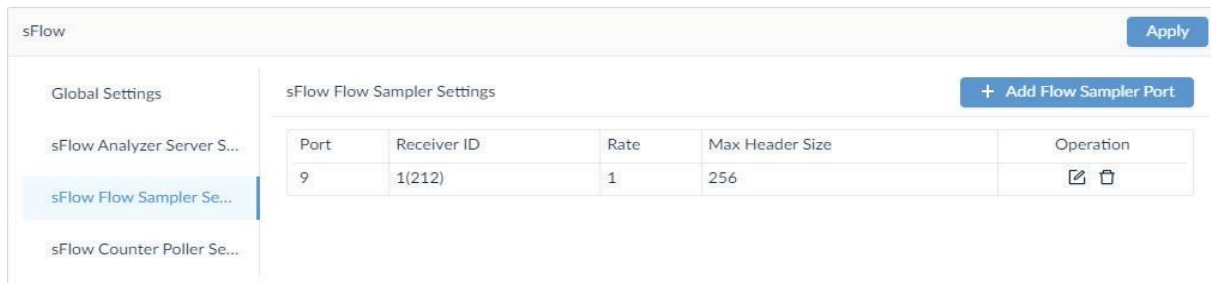 sFlow
Apply
Global Settings
sFlow Analyzer Server S...
sFlow Flow Sampler Se...
sFlow Counter Poller Se...
sFlow Flow Sampler Settings
+ Add Flow Sampler Port
Port Receiver ID Rate Max Header Size Operation
9 1(212) 1 256